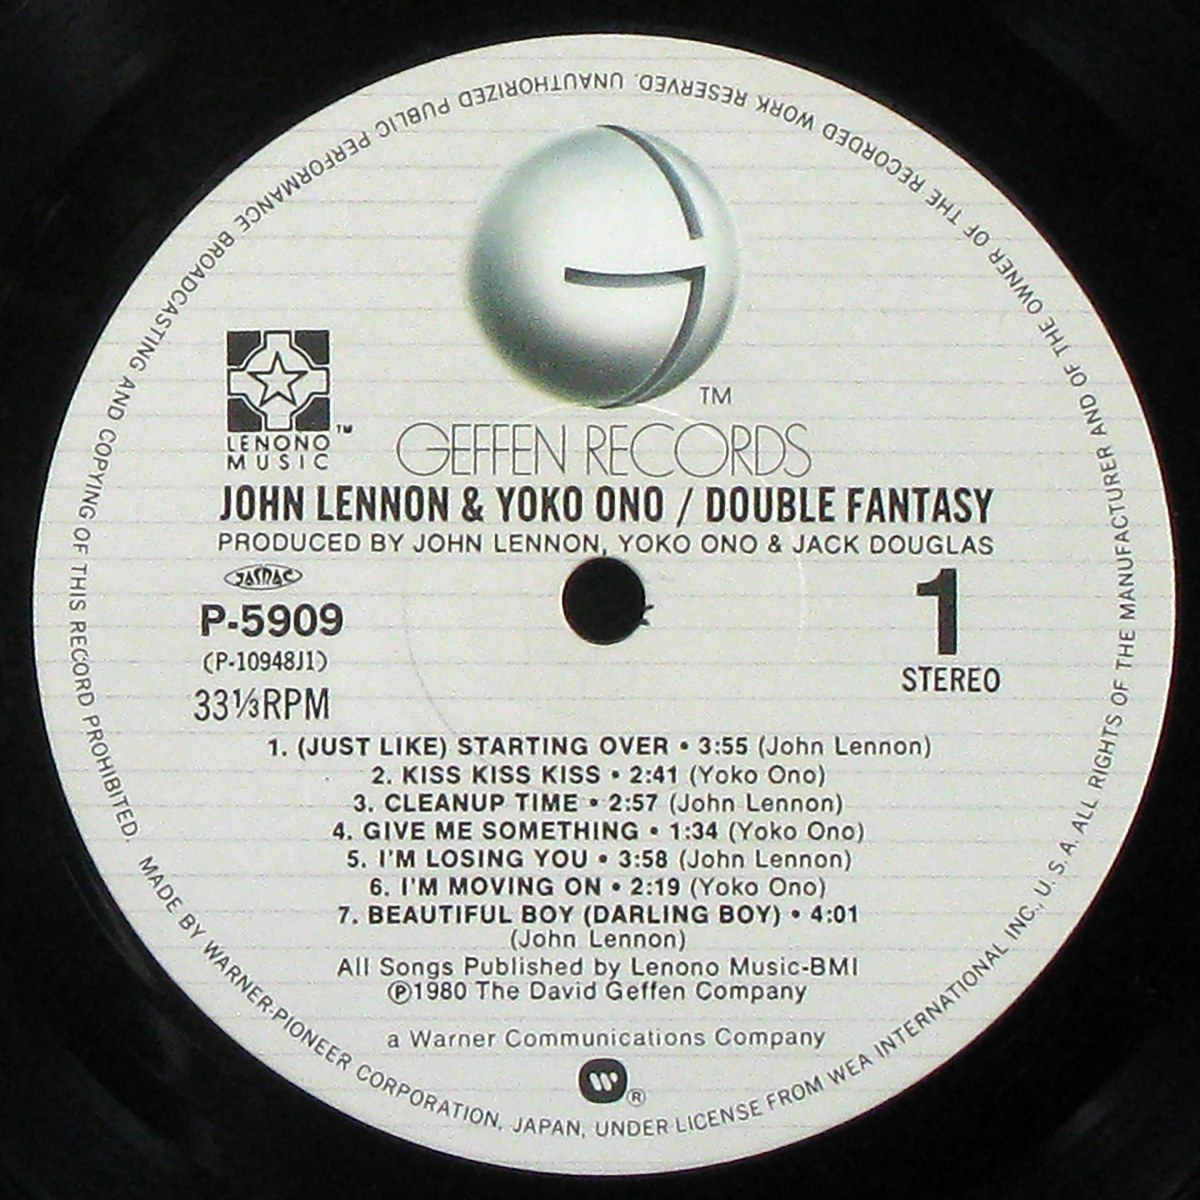 TM
LENONO TM
MUSIC
GEFFEN RECORDS
JOHN LENNON & YOKO ONO / DOUBLE FANTASY
PRODUCED BY JOHN LENNON, YOKO ONO & JACK DOUGLAS
JASRAC
P-5909
(P-10948J1)
33⅓RPM
1
STEREO
1. (JUST LIKE) STARTING OVER • 3:55 (John Lennon)
2. KISS KISS KISS • 2:41 (Yoko Ono)
3. CLEANUP TIME • 2:57 (John Lennon)
4. GIVE ME SOMETHING • 1:34 (Yoko Ono)
5. I'M LOSING YOU • 3:58 (John Lennon)
6. I'M MOVING ON • 2:19 (Yoko Ono)
7. BEAUTIFUL BOY (DARLING BOY) • 4:01
(John Lennon)
All Songs Published by Lenono Music-BMI
℗1980 The David Geffen Company
a Warner Communications Company
W®
MADE BY WARNER-PIONEER CORPORATION, JAPAN, UNDER LICENSE FROM WEA INTERNATIONAL INC., U. S. A. ALL RIGHTS OF THE MANUFACTURER AND OF THE OWNER OF THE RECORDED WORK RESERVED. UNAUTHORIZED PUBLIC PERFORMANCE BROADCASTING AND COPYING OF THIS RECORD PROHIBITED.